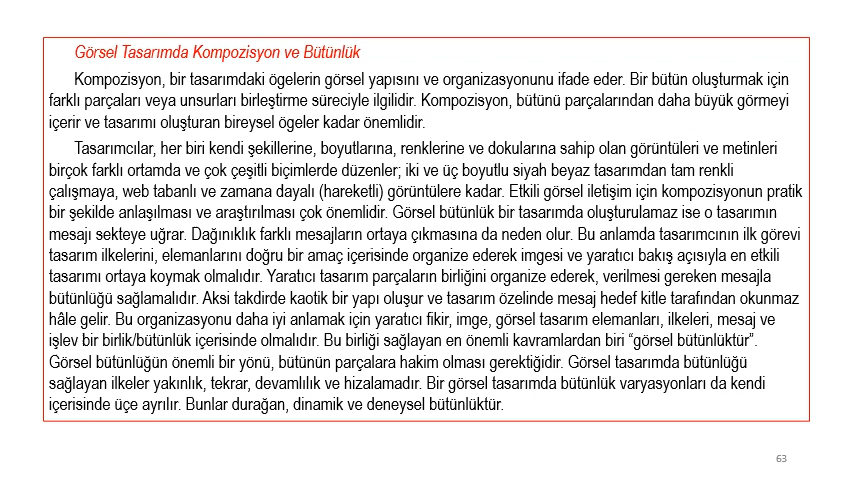 Görsel Tasarımda Kompozisyon ve Bütünlük
Kompozisyon, bir tasarımdaki ögelerin görsel yapısını ve organizasyonunu ifade eder. Bir bütün oluşturmak için
farklı parçaları veya unsurları birleştirme süreciyle ilgilidir. Kompozisyon, bütünü parçalarından daha büyük görmeyi
içerir ve tasarımı oluşturan bireysel ögeler kadar önemlidir.
Tasarımcılar, her biri kendi şekillerine, boyutlarına, renklerine ve dokularına sahip olan görüntüleri ve metinleri
birçok farklı ortamda ve çok çeşitli biçimlerde düzenler; iki ve üç boyutlu siyah beyaz tasarımdan tam renkli
çalışmaya, web tabanlı ve zamana dayalı (hareketli) görüntülere kadar. Etkili görsel iletişim için kompozisyonun pratik
bir şekilde anlaşılması ve araştırılması çok önemlidir. Görsel bütünlük bir tasarımda oluşturulamaz ise o tasarımın
mesajı sekteye uğrar. Dağınıklık farklı mesajların ortaya çıkmasına da neden olur. Bu anlamda tasarımcının ilk görevi
tasarım ilkelerini, elemanlarını doğru bir amaç içerisinde organize ederek imgesi ve yaratıcı bakış açısıyla en etkili
tasarımı ortaya koymak olmalıdır. Yaratıcı tasarım parçaların birliğini organize ederek, verilmesi gereken mesajla
bütünlüğü sağlamalıdır. Aksi takdirde kaotik bir yapı oluşur ve tasarım özelinde mesaj hedef kitle tarafından okunmaz
hâle gelir. Bu organizasyonu daha iyi anlamak için yaratıcı fikir, imge, görsel tasarım elemanları, ilkeleri, mesaj ve
işlev bir birlik/bütünlük içerisinde olmalıdır. Bu birliği sağlayan en önemli kavramlardan biri “görsel bütünlüktür”.
Görsel bütünlüğün önemli bir yönü, bütünün parçalara hakim olması gerektiğidir. Görsel tasarımda bütünlüğü
sağlayan ilkeler yakınlık, tekrar, devamlılık ve hizalamadır. Bir görsel tasarımda bütünlük varyasyonları da kendi
içerisinde üçe ayrılır. Bunlar durağan, dinamik ve deneysel bütünlüktür.
63